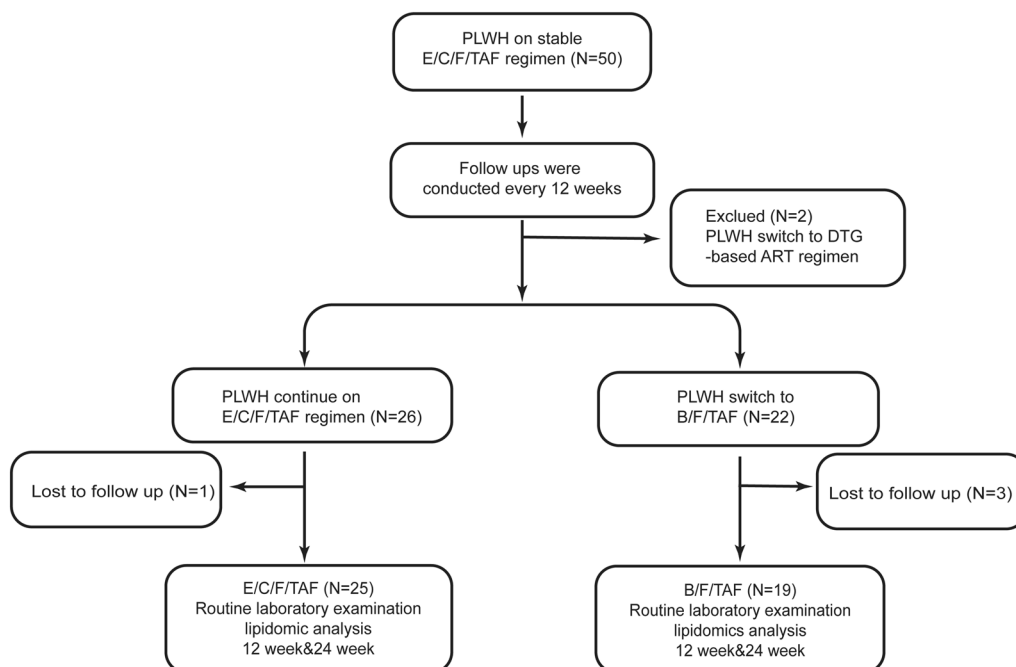 PLWH on stable
E/C/F/TAF regimen (N=50)
Follow ups were
conducted every 12 weeks
Exclued (N=2)
PLWH switch to DTG
-based ART regimen
PLWH continue on
E/C/F/TAF regimen (N=26)
PLWH switch to
B/F/TAF (N=22)
Lost to follow up (N=1)
Lost to follow up (N=3)
E/C/F/TAF (N=25)
Routine laboratory examination
lipidomic analysis
12 week&24 week
B/F/TAF (N=19)
Routine laboratory examination
lipidomics analysis
12 week&24 week